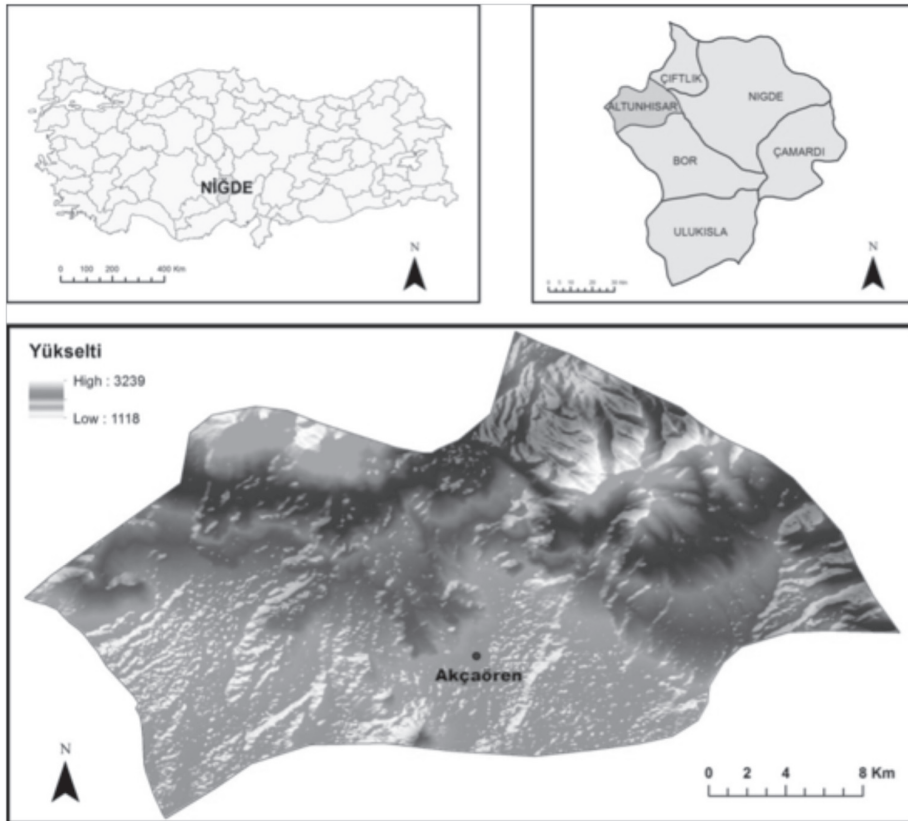 NİĞDE
N
0 100 200 400 Km
ÇIFTLIK
ALTUNHISAR
NIGDE
ÇAMARDI
BOR
ULUKISLA
N
Yükselti
High : 3239
Low : 1118
Akçaören
N
0 2 4 8 Km